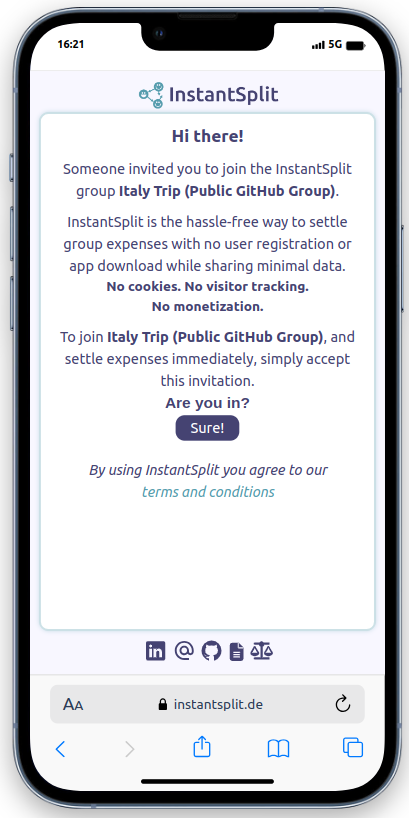 16:21
5G
InstantSplit
Hi there!
Someone invited you to join the InstantSplit
group Italy Trip (Public GitHub Group).
InstantSplit is the hassle-free way to settle
group expenses with no user registration or
app download while sharing minimal data.
No cookies. No visitor tracking.
No monetization.
To join Italy Trip (Public GitHub Group), and
settle expenses immediately, simply accept
this invitation.
Are you in?
Sure!
By using InstantSplit you agree to our
terms and conditions
in @
AA instantsplit.de